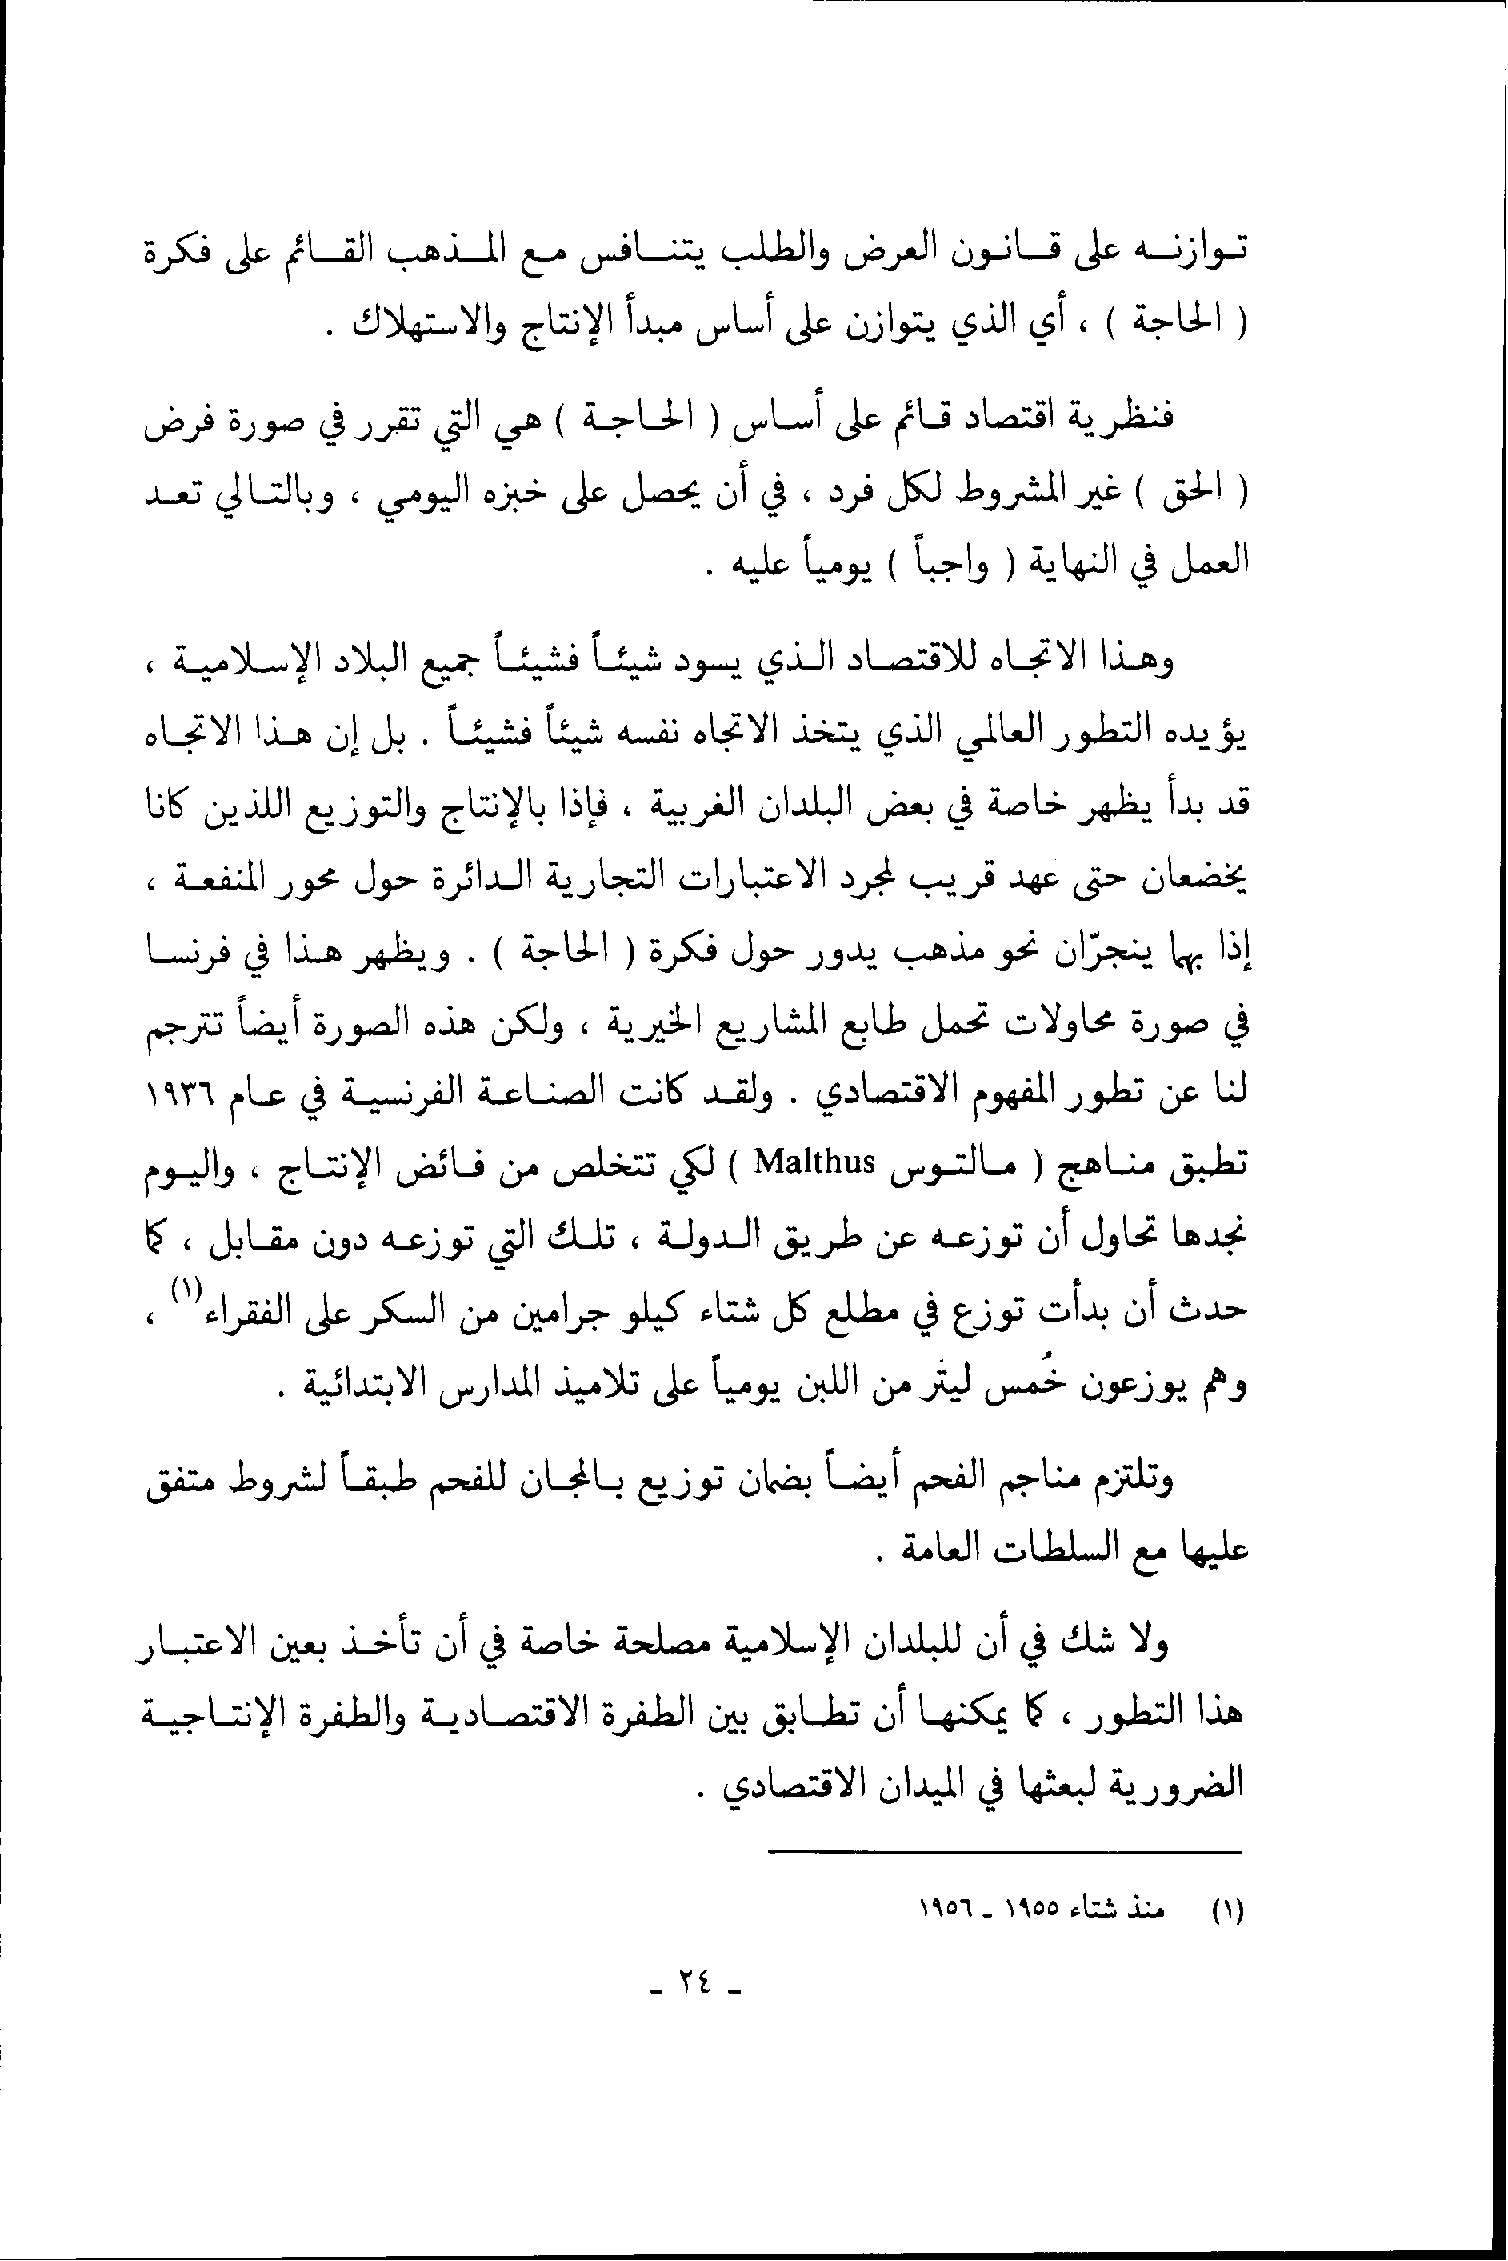 توازنه على قانون العرض والطلب يتنافس مع المذهب القائم على فكرة
( الحاجة ) ، أي الذي يتوازن على أساس مبدأ الإنتاج والاستهلاك .
فنظرية اقتصاد قائم على أساس ( الحاجة ) هي التي تقرر في صورة فرض
( الحق ) غير المشروط لكل فرد ، في أن يحصل على خبزه اليومي ، وبالتالي تعد
العمل في النهاية ( واجباً ) يومياً عليه .
وهذا الاتجاه للاقتصاد الذي يسود شيئاً فشيئاً جميع البلاد الإسلامية ،
يؤيده التطور العالمي الذي يتخذ الاتجاه نفسه شيئاً فشيئاً . بل إن هذا الاتجاه
قد بدأ يظهر خاصة في بعض البلدان الغربية ، فإذا بالإنتاج والتوزيع اللذين كانا
يخضعان حتى عهد قريب لمجرد الاعتبارات التجارية الدائرة حول محور المنفعة ،
إذا بهما ينجرّان نحو مذهب يدور حول فكرة ( الحاجة ) . ويظهر هذا في فرنسا
في صورة محاولات تحمل طابع المشاريع الخيرية ، ولكن هذه الصورة أيضاً تترجم
لنا عن تطور المفهوم الاقتصادي . ولقد كانت الصناعة الفرنسية في عام ١٩٣٦
تطبق مناهج ( مالتوس Malthus ) لكي تتخلص من فائض الإنتاج ، واليوم
نجدها تحاول أن توزعه عن طريق الدولة ، تلك التي توزعه دون مقابل ، كما
حدث أن بدأت توزع في مطلع كل شتاء كيلو جرامين من السكر على الفقراء(١) ،
وهم يوزعون خُمس ليتر من اللبن يومياً على تلاميذ المدارس الابتدائية .
وتلتزم مناجم الفحم أيضاً بضمان توزيع بالمجان للفحم طبقاً لشروط متفق
عليها مع السلطات العامة .
ولا شك في أن للبلدان الإسلامية مصلحة خاصة في أن تأخذ بعين الاعتبار
هذا التطور ، كما يمكنها أن تطابق بين الطفرة الاقتصادية والطفرة الإنتاجية
الضرورية لبعثها في الميدان الاقتصادي .
(١) منذ شتاء ١٩٥٥ ـ ١٩٥٦
ـ ٢٤ ـ